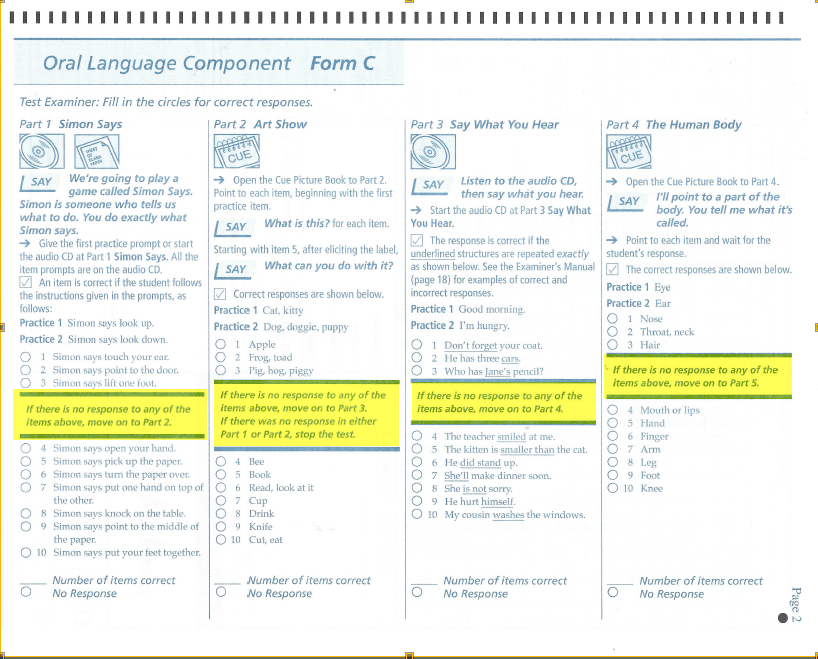 Oral Language Component Form C
Test Examiner: Fill in the circles for correct responses.
Part 1 Simon Says
SAY We're going to play a
game called Simon Says.
Simon is someone who tells us
what to do. You do exactly what
Simon says.
→ Give the first practice prompt or start
the audio CD at Part 1 Simon Says. All the
item prompts are on the audio CD.
☑ An item is correct if the student follows
the instructions given in the prompts, as
follows:
Practice 1 Simon says look up.
Practice 2 Simon says look down.
○ 1 Simon says touch your ear.
○ 2 Simon says point to the door.
○ 3 Simon says lift one foot.
If there is no response to any of the
items above, move on to Part 2.
○ 4 Simon says open your hand.
○ 5 Simon says pick up the paper.
○ 6 Simon says turn the paper over.
○ 7 Simon says put one hand on top of
the other.
○ 8 Simon says knock on the table.
○ 9 Simon says point to the middle of
the paper.
○ 10 Simon says put your feet together.
____ Number of items correct
○ No Response
Part 2 Art Show
CUE
→ Open the Cue Picture Book to Part 2.
Point to each item, beginning with the first
practice item.
SAY What is this? for each item.
Starting with item 5, after eliciting the label,
SAY What can you do with it?
☑ Correct responses are shown below.
Practice 1 Cat, kitty
Practice 2 Dog, doggie, puppy
○ 1 Apple
○ 2 Frog, toad
○ 3 Pig, hog, piggy
If there is no response to any of the
items above, move on to Part 3.
If there was no response in either
Part 1 or Part 2, stop the test.
○ 4 Bee
○ 5 Book
○ 6 Read, look at it
○ 7 Cup
○ 8 Drink
○ 9 Knife
○ 10 Cut, eat
____ Number of items correct
○ No Response
Part 3 Say What You Hear
SAY Listen to the audio CD,
then say what you hear.
→ Start the audio CD at Part 3 Say What
You Hear.
☑ The response is correct if the
underlined structures are repeated exactly
as shown below. See the Examiner's Manual
(page 18) for examples of correct and
incorrect responses.
Practice 1 Good morning.
Practice 2 I'm hungry.
○ 1 Don't forget your coat.
○ 2 He has three cars.
○ 3 Who has Jane's pencil?
If there is no response to any of the
items above, move on to Part 4.
○ 4 The teacher smiled at me.
○ 5 The kitten is smaller than the cat.
○ 6 He did stand up.
○ 7 She'll make dinner soon.
○ 8 She is not sorry.
○ 9 He hurt himself.
○ 10 My cousin washes the windows.
____ Number of items correct
○ No Response
Part 4 The Human Body
CUE
→ Open the Cue Picture Book to Part 4.
SAY I'll point to a part of the
body. You tell me what it's
called.
→ Point to each item and wait for the
student's response.
☑ The correct responses are shown below.
Practice 1 Eye
Practice 2 Ear
○ 1 Nose
○ 2 Throat, neck
○ 3 Hair
If there is no response to any of the
items above, move on to Part 5.
○ 4 Mouth or lips
○ 5 Hand
○ 6 Finger
○ 7 Arm
○ 8 Leg
○ 9 Foot
○ 10 Knee
____ Number of items correct
○ No Response
Page 2